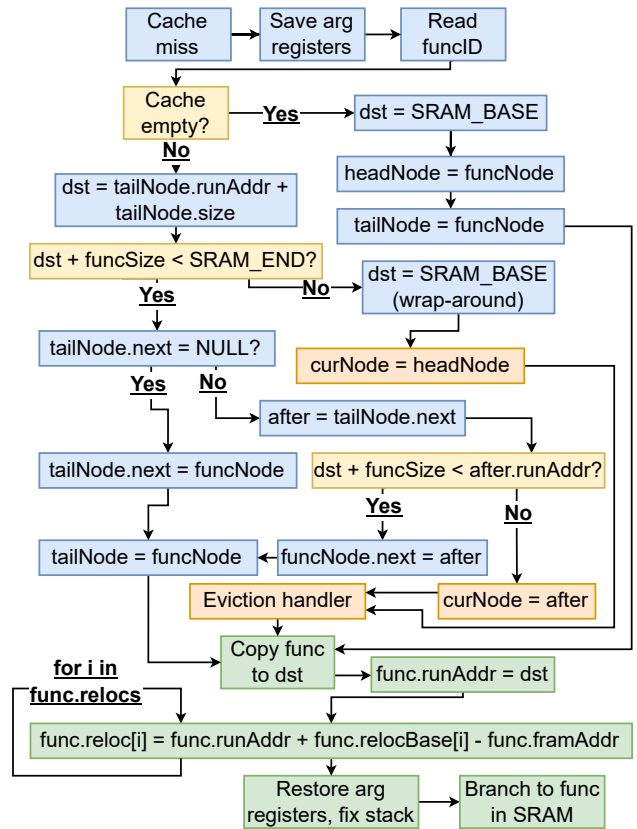 Cache
miss
Save arg
registers
Read
funcID
Cache
empty?
Yes
dst = SRAM_BASE
No
headNode = funcNode
dst = tailNode.runAddr +
tailNode.size
tailNode = funcNode
dst + funcSize < SRAM_END?
dst = SRAM_BASE
(wrap-around)
No
Yes
tailNode.next = NULL?
curNode = headNode
Yes
No
after = tailNode.next
tailNode.next = funcNode
dst + funcSize < after.runAddr?
Yes
No
tailNode = funcNode
funcNode.next = after
Eviction handler
curNode = after
Copy func
to dst
for i in
func.relocs
func.runAddr = dst
func.reloc[i] = func.runAddr + func.relocBase[i] - func.framAddr
Restore arg
registers, fix stack
Branch to func
in SRAM